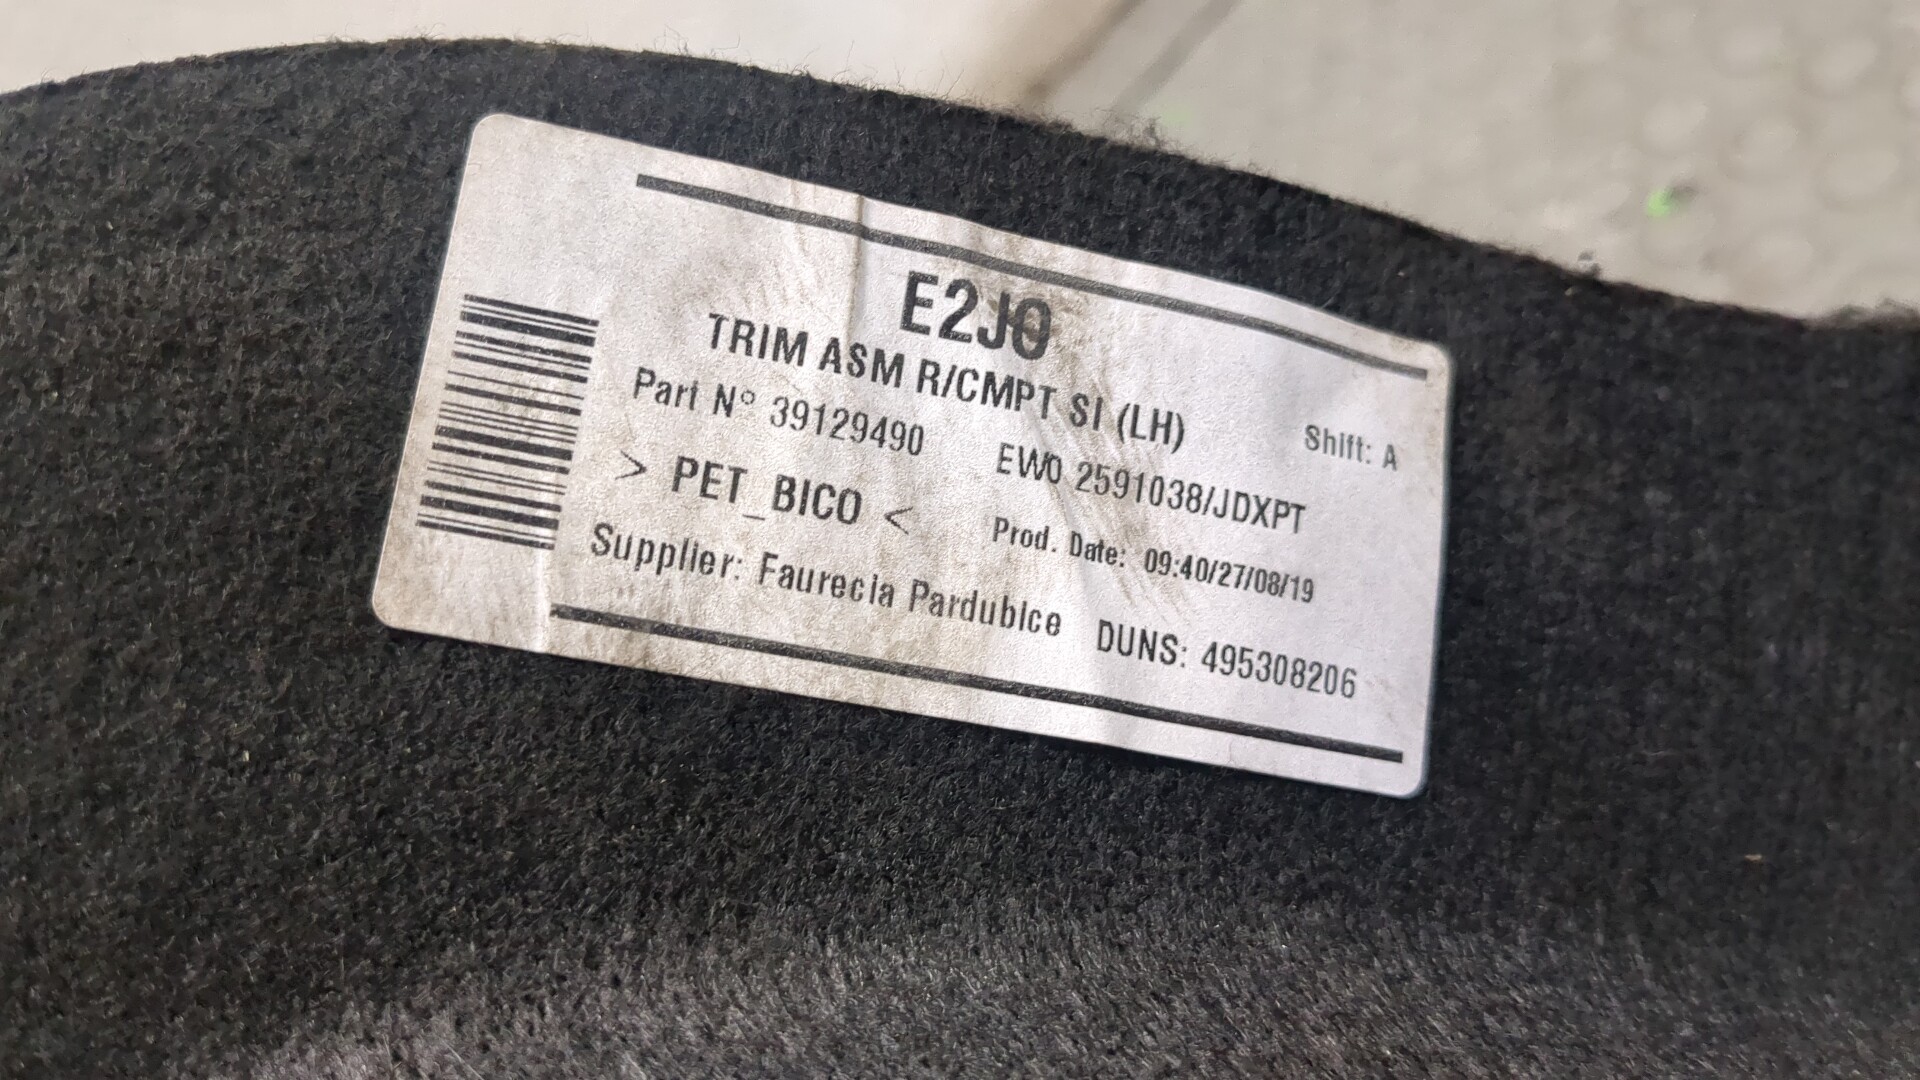 E2JO
TRIM ASM R/CMPT SI (LH)
Shift: A
Part N° 39129490
EWO 2591038/JDXPT
> PET_BICO <
Prod. Date: 09:40/27/08/19
Supplier: Faurecia Pardubice
DUNS: 495308206